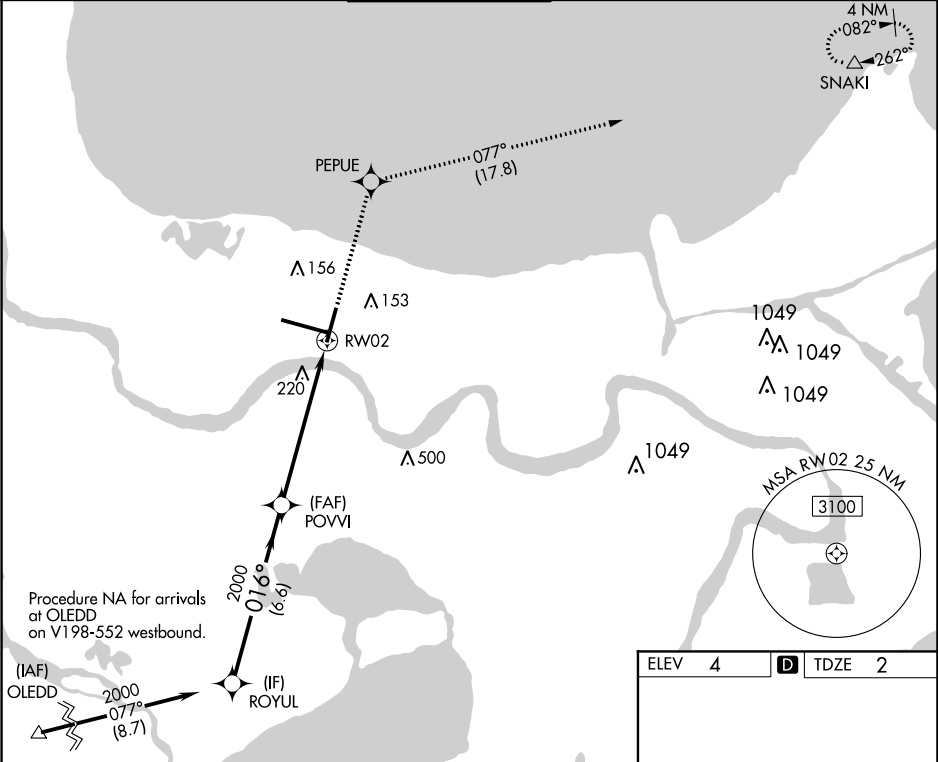 4 NM
082°
262°
SNAKI
PEPUE
077°
(17.8)
156
153
RW02
220
1049
1049
1049
500
1049
MSA RW02 25 NM
3100
(FAF)
POVVI
2000
016°
(6.6)
Procedure NA for arrivals
at OLEDD
on V198-552 westbound.
(IAF)
OLEDD
2000
077°
(8.7)
(IF)
ROYUL
ELEV 4 D TDZE 2